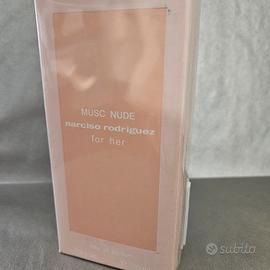 MUSC NUDE
narciso rodriguez
for her
subito